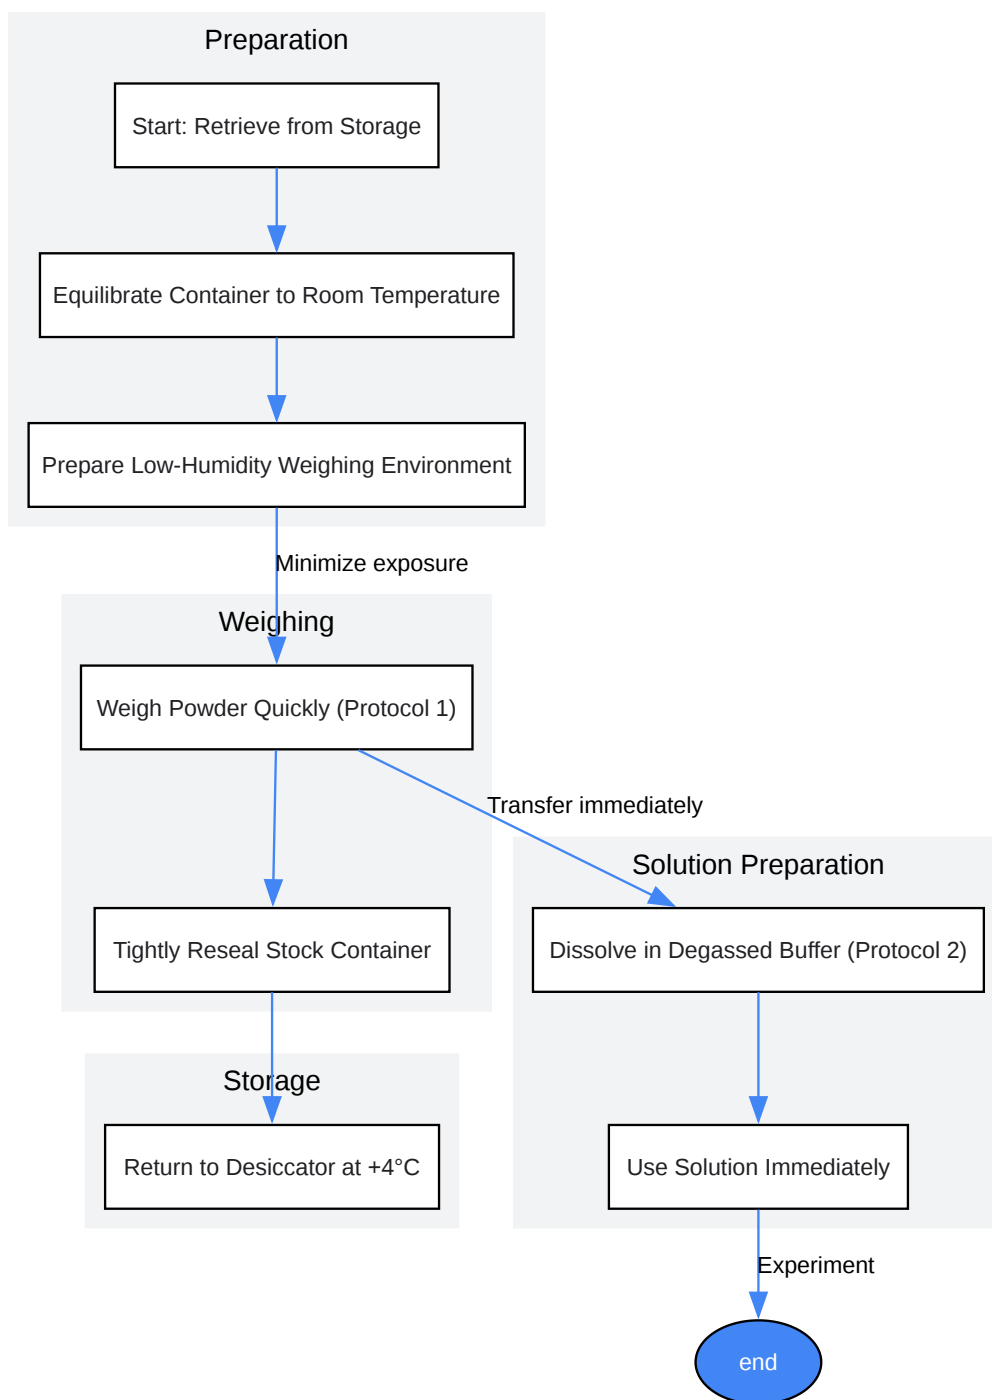 Preparation
Start: Retrieve from Storage
Equilibrate Container to Room Temperature
Prepare Low-Humidity Weighing Environment
Minimize exposure
Weighing
Weigh Powder Quickly (Protocol 1)
Transfer immediately
Solution Preparation
Tightly Reseal Stock Container
Dissolve in Degassed Buffer (Protocol 2)
Storage
Return to Desiccator at +4°C
Use Solution Immediately
Experiment
end